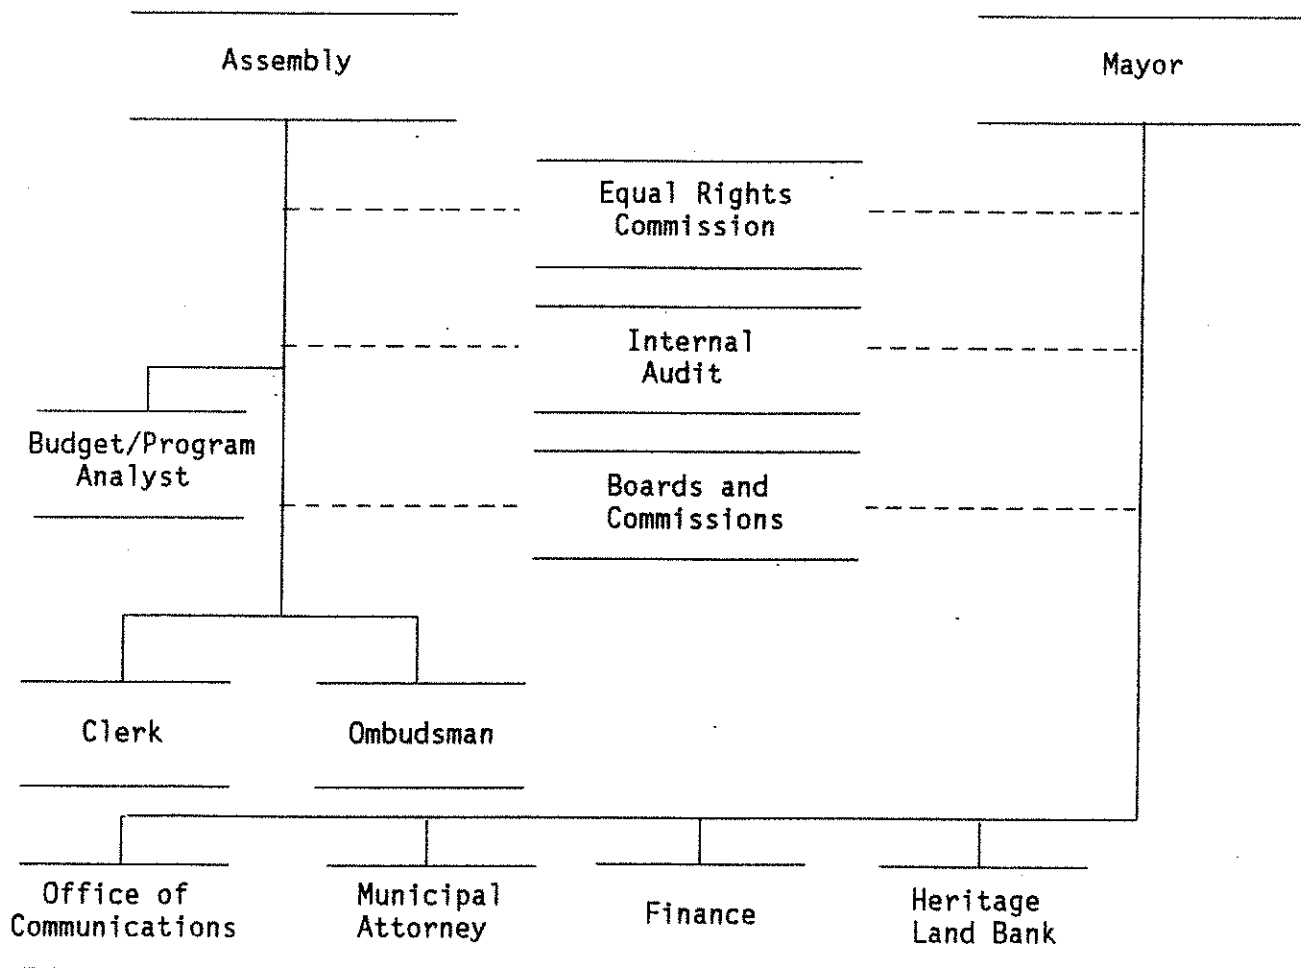 Assembly
Mayor
Equal Rights
Commission
Internal
Audit
Budget/Program
Analyst
Boards and
Commissions
Clerk
Ombudsman
Office of
Communications
Municipal
Attorney
Finance
Heritage
Land Bank